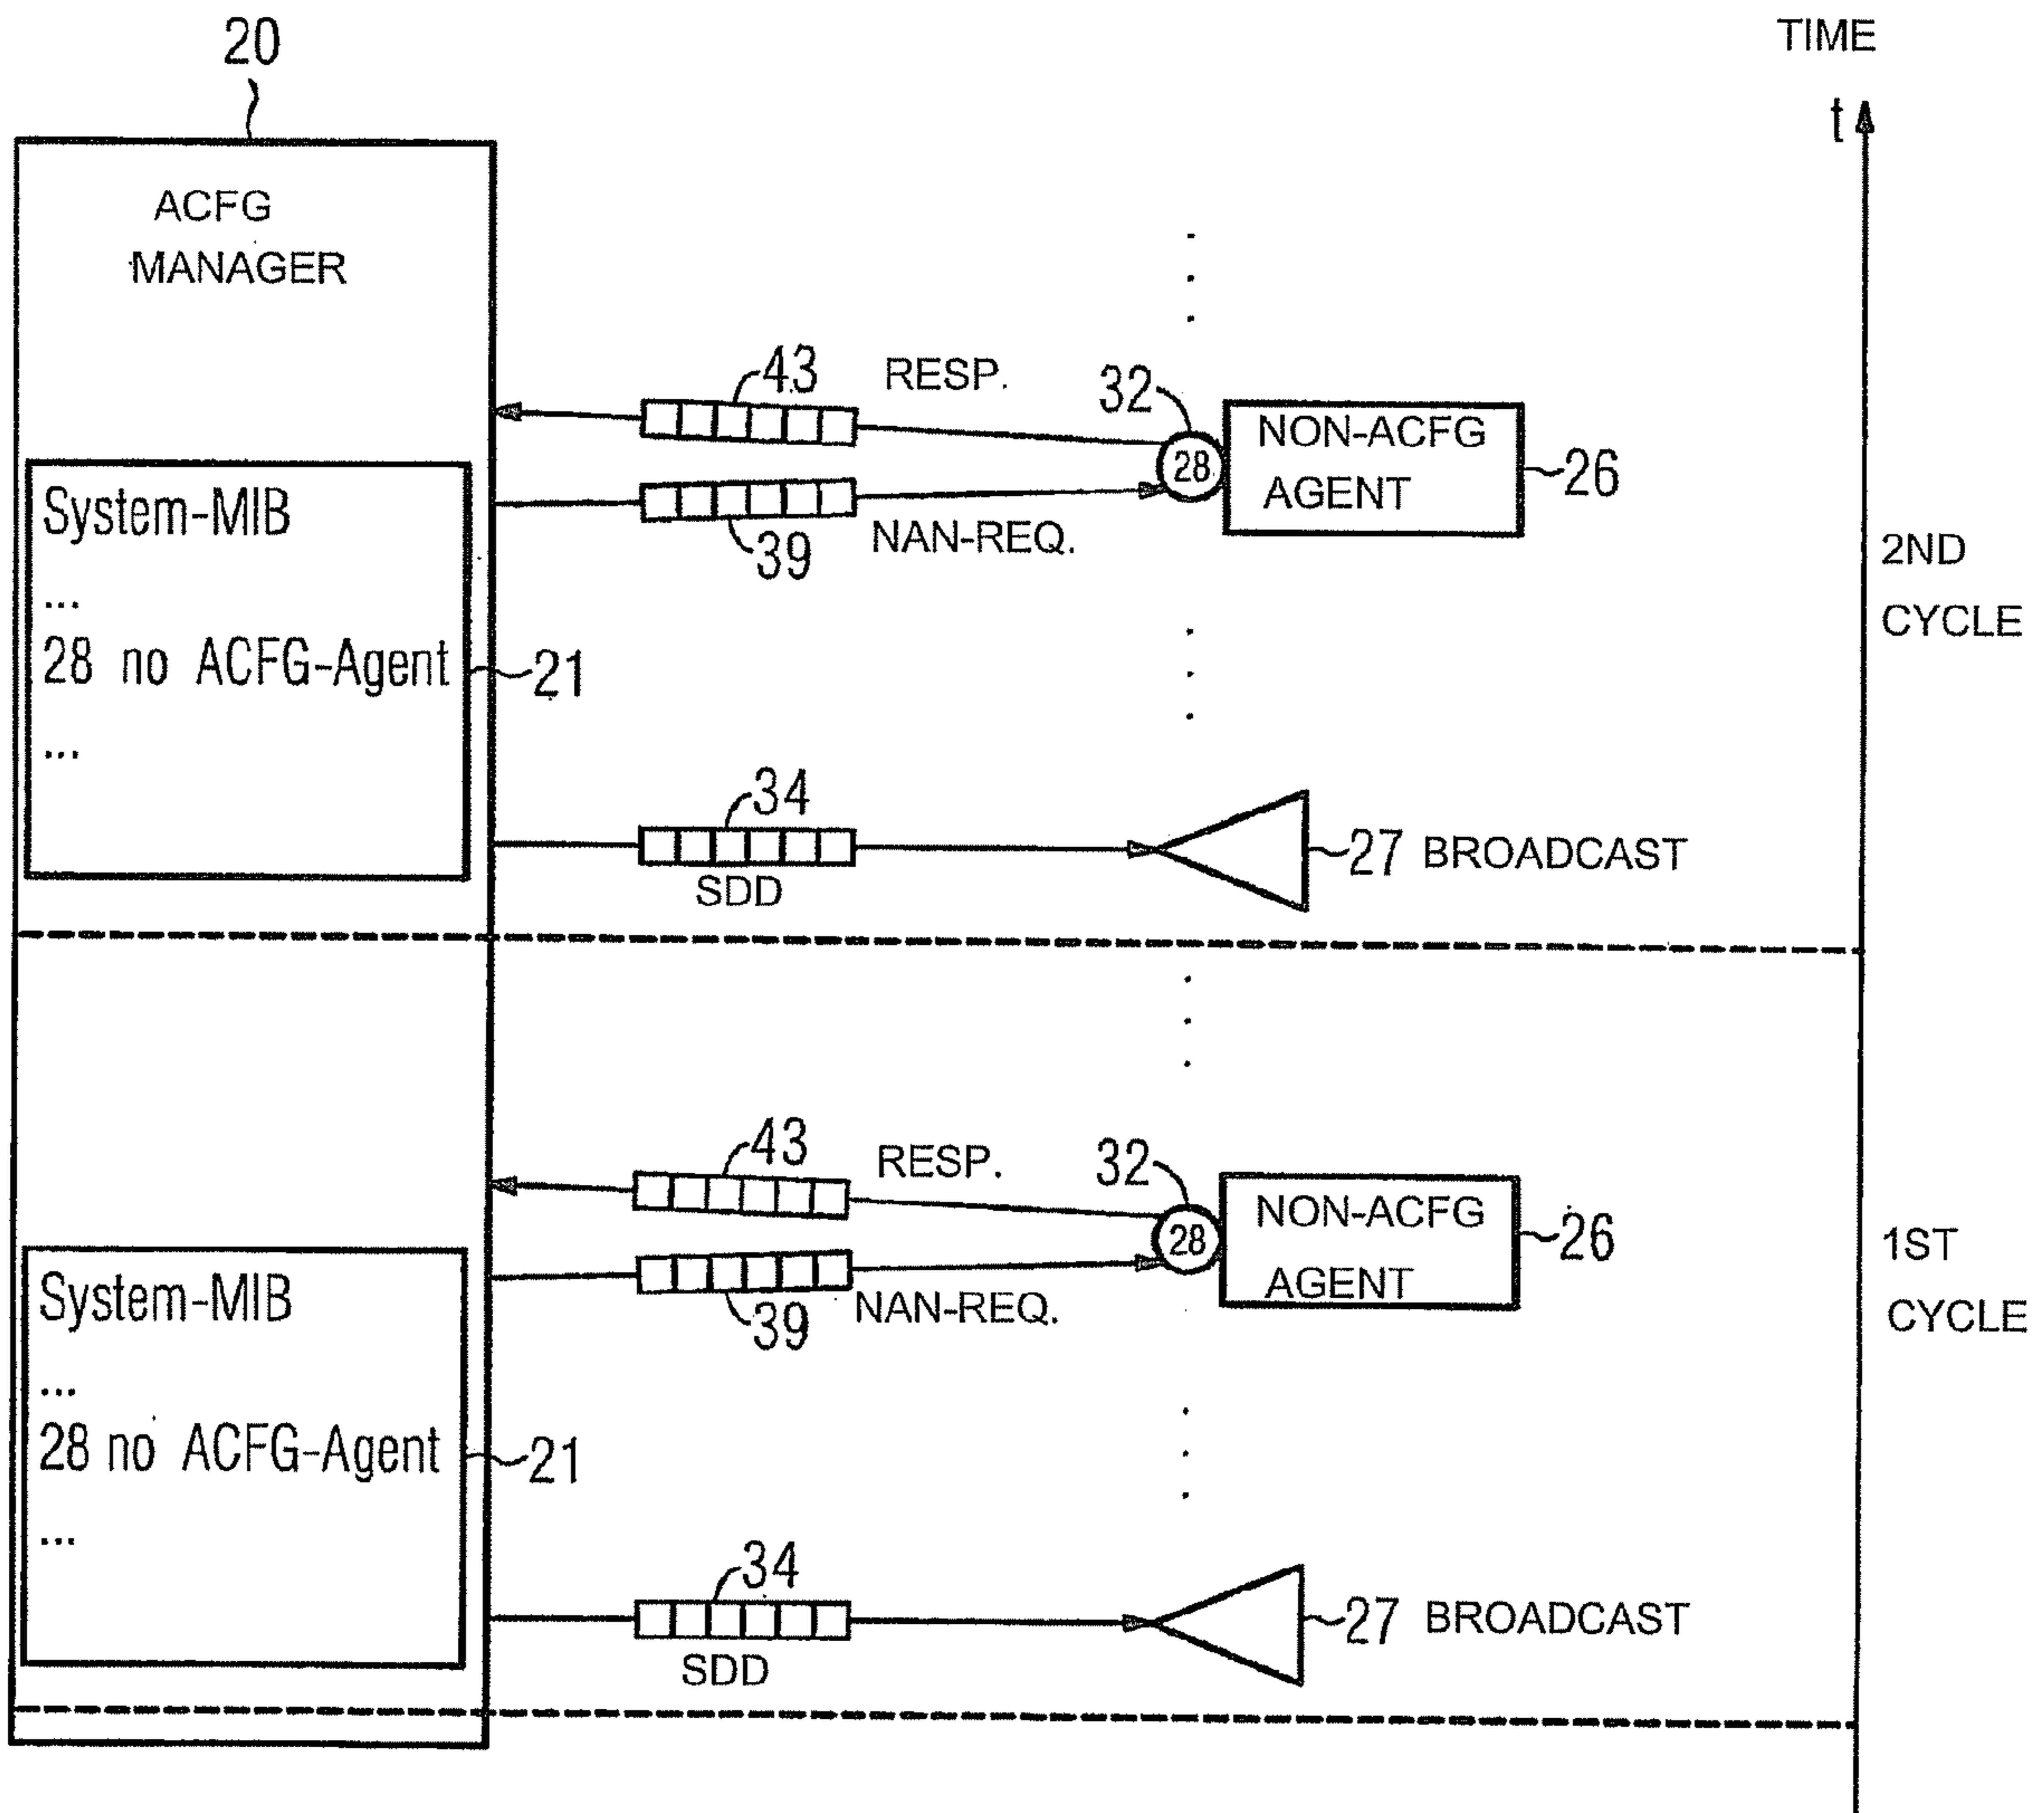 20
TIME
t
ACFG
MANAGER
43
RESP.
32
28
NON-ACFG
AGENT
26
System-MIB
...
28 no ACFG-Agent
...
21
39
NAN-REQ.
2ND
CYCLE
34
SDD
27 BROADCAST
43
RESP.
32
28
NON-ACFG
AGENT
26
1ST
CYCLE
System-MIB
...
28 no ACFG-Agent
...
21
39
NAN-REQ.
34
SDD
27 BROADCAST